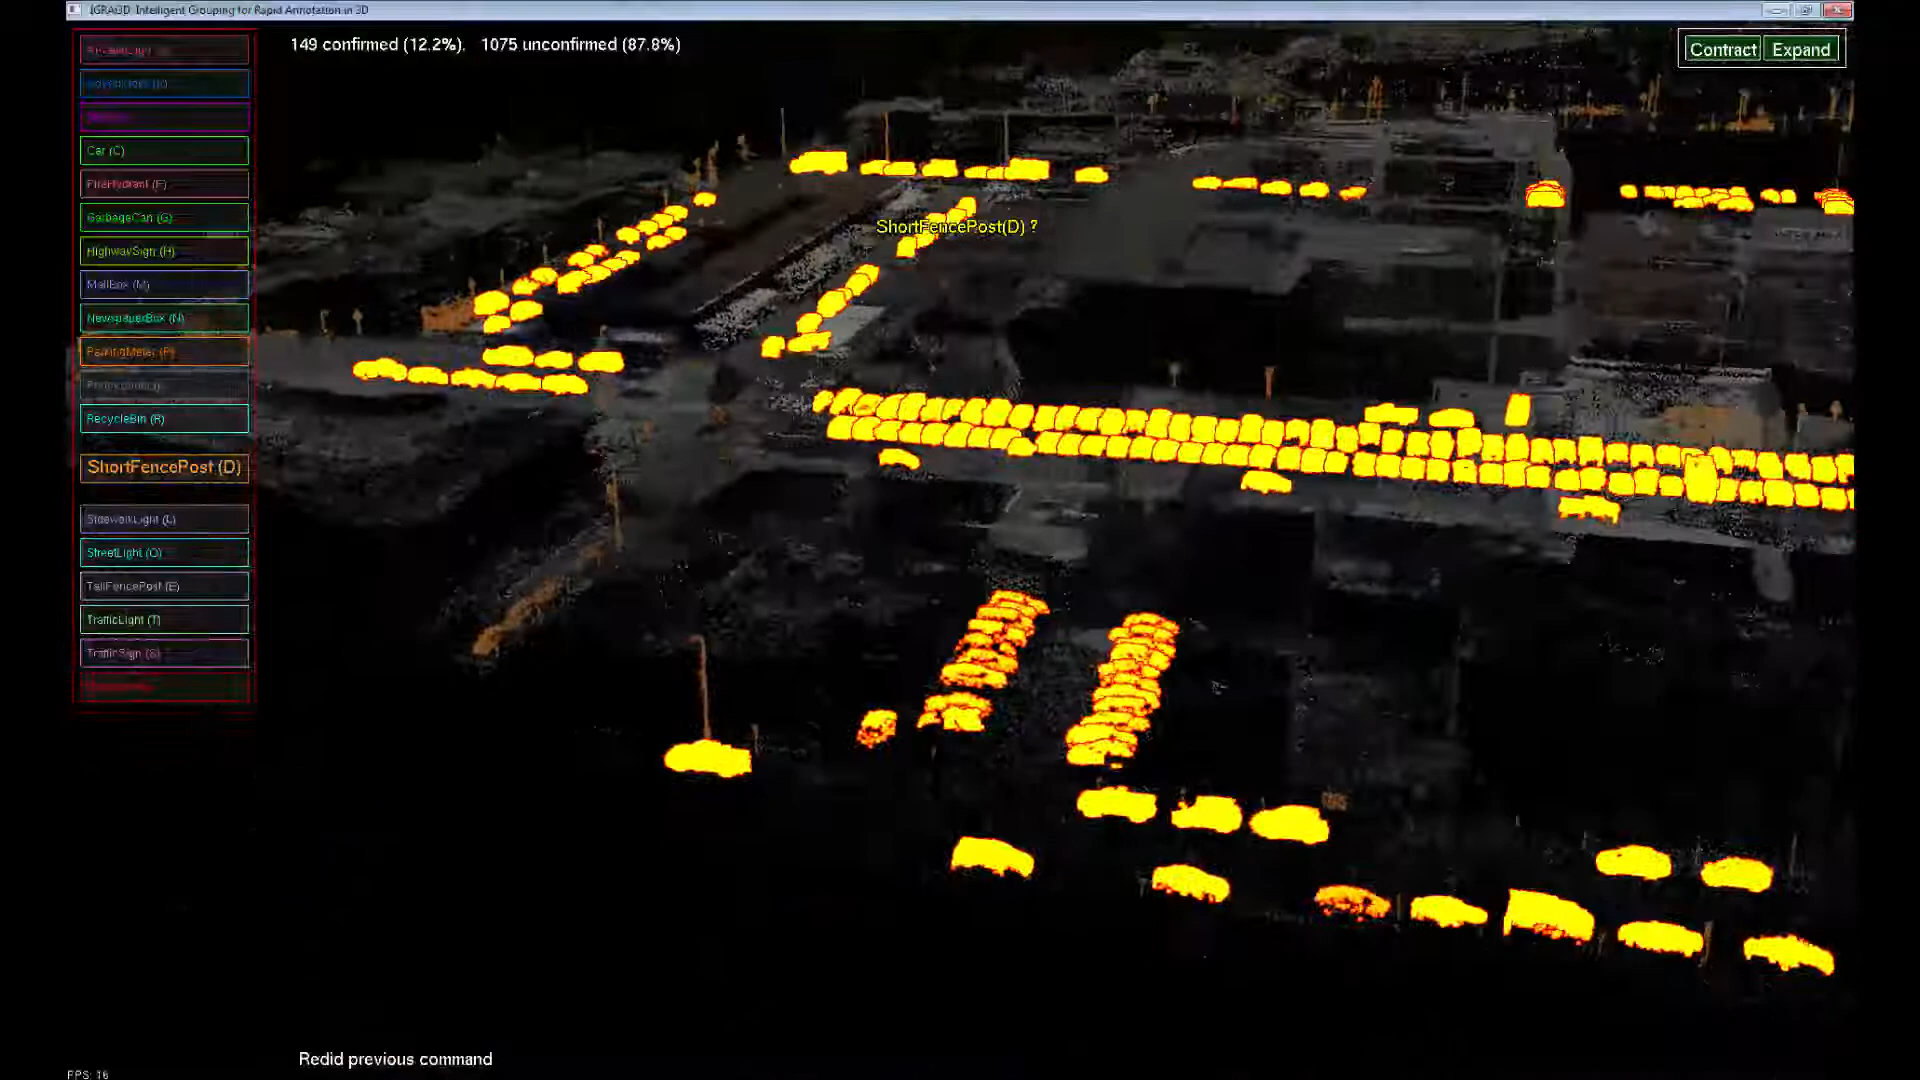 IGRAi3D: Intelligent Grouping for Rapid Annotation in 3D
149 confirmed (12.2%).   1075 unconfirmed (87.8%)
Contract
Expand
Car (C)
FireHydrant (F)
GarbageCan (G)
HighwaySign (H)
MailBox (M)
NewspaperBox (N)
ParkingMeter (P)
RecycleBin (R)
ShortFencePost (D)
SidewalkLight (L)
StreetLight (O)
TallFencePost (E)
TrafficLight (T)
TrafficSign (S)
ShortFencePost(D) ?
Redid previous command
FPS: 16